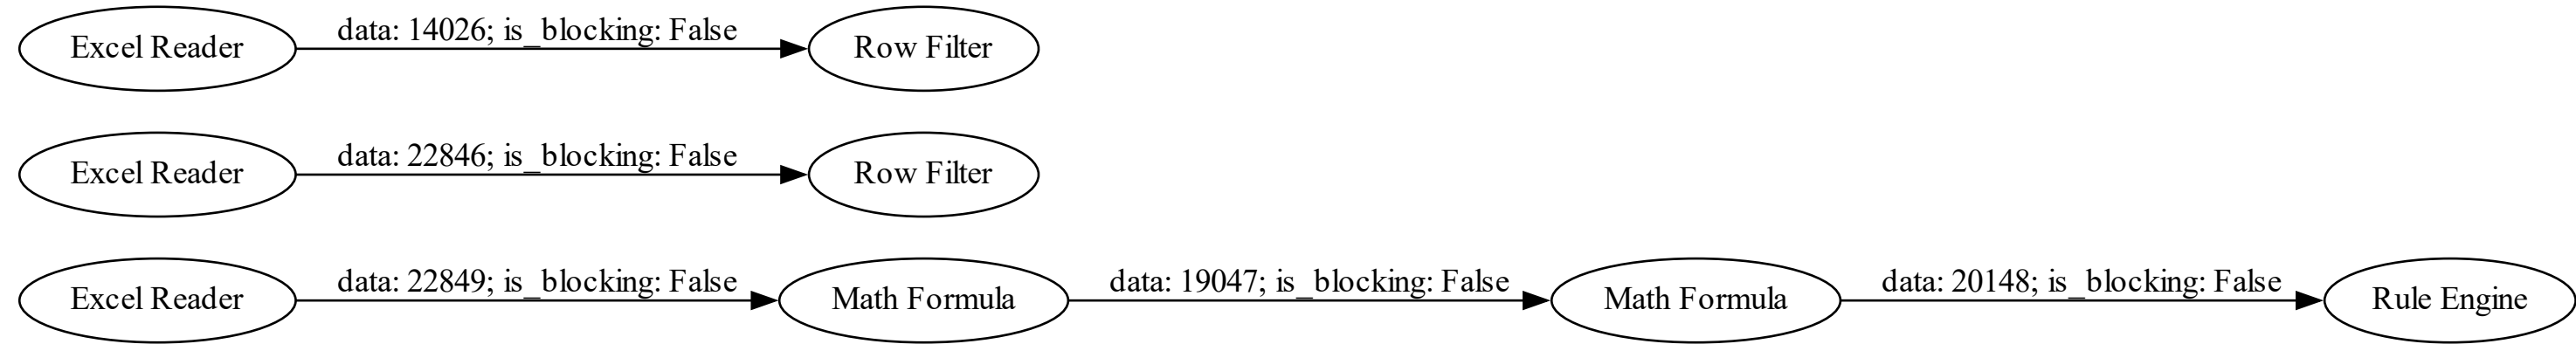 Excel Reader data: 14026; is_blocking: False Row Filter
Excel Reader data: 22846; is_blocking: False Row Filter
Excel Reader data: 22849; is_blocking: False Math Formula data: 19047; is_blocking: False Math Formula data: 20148; is_blocking: False Rule Engine